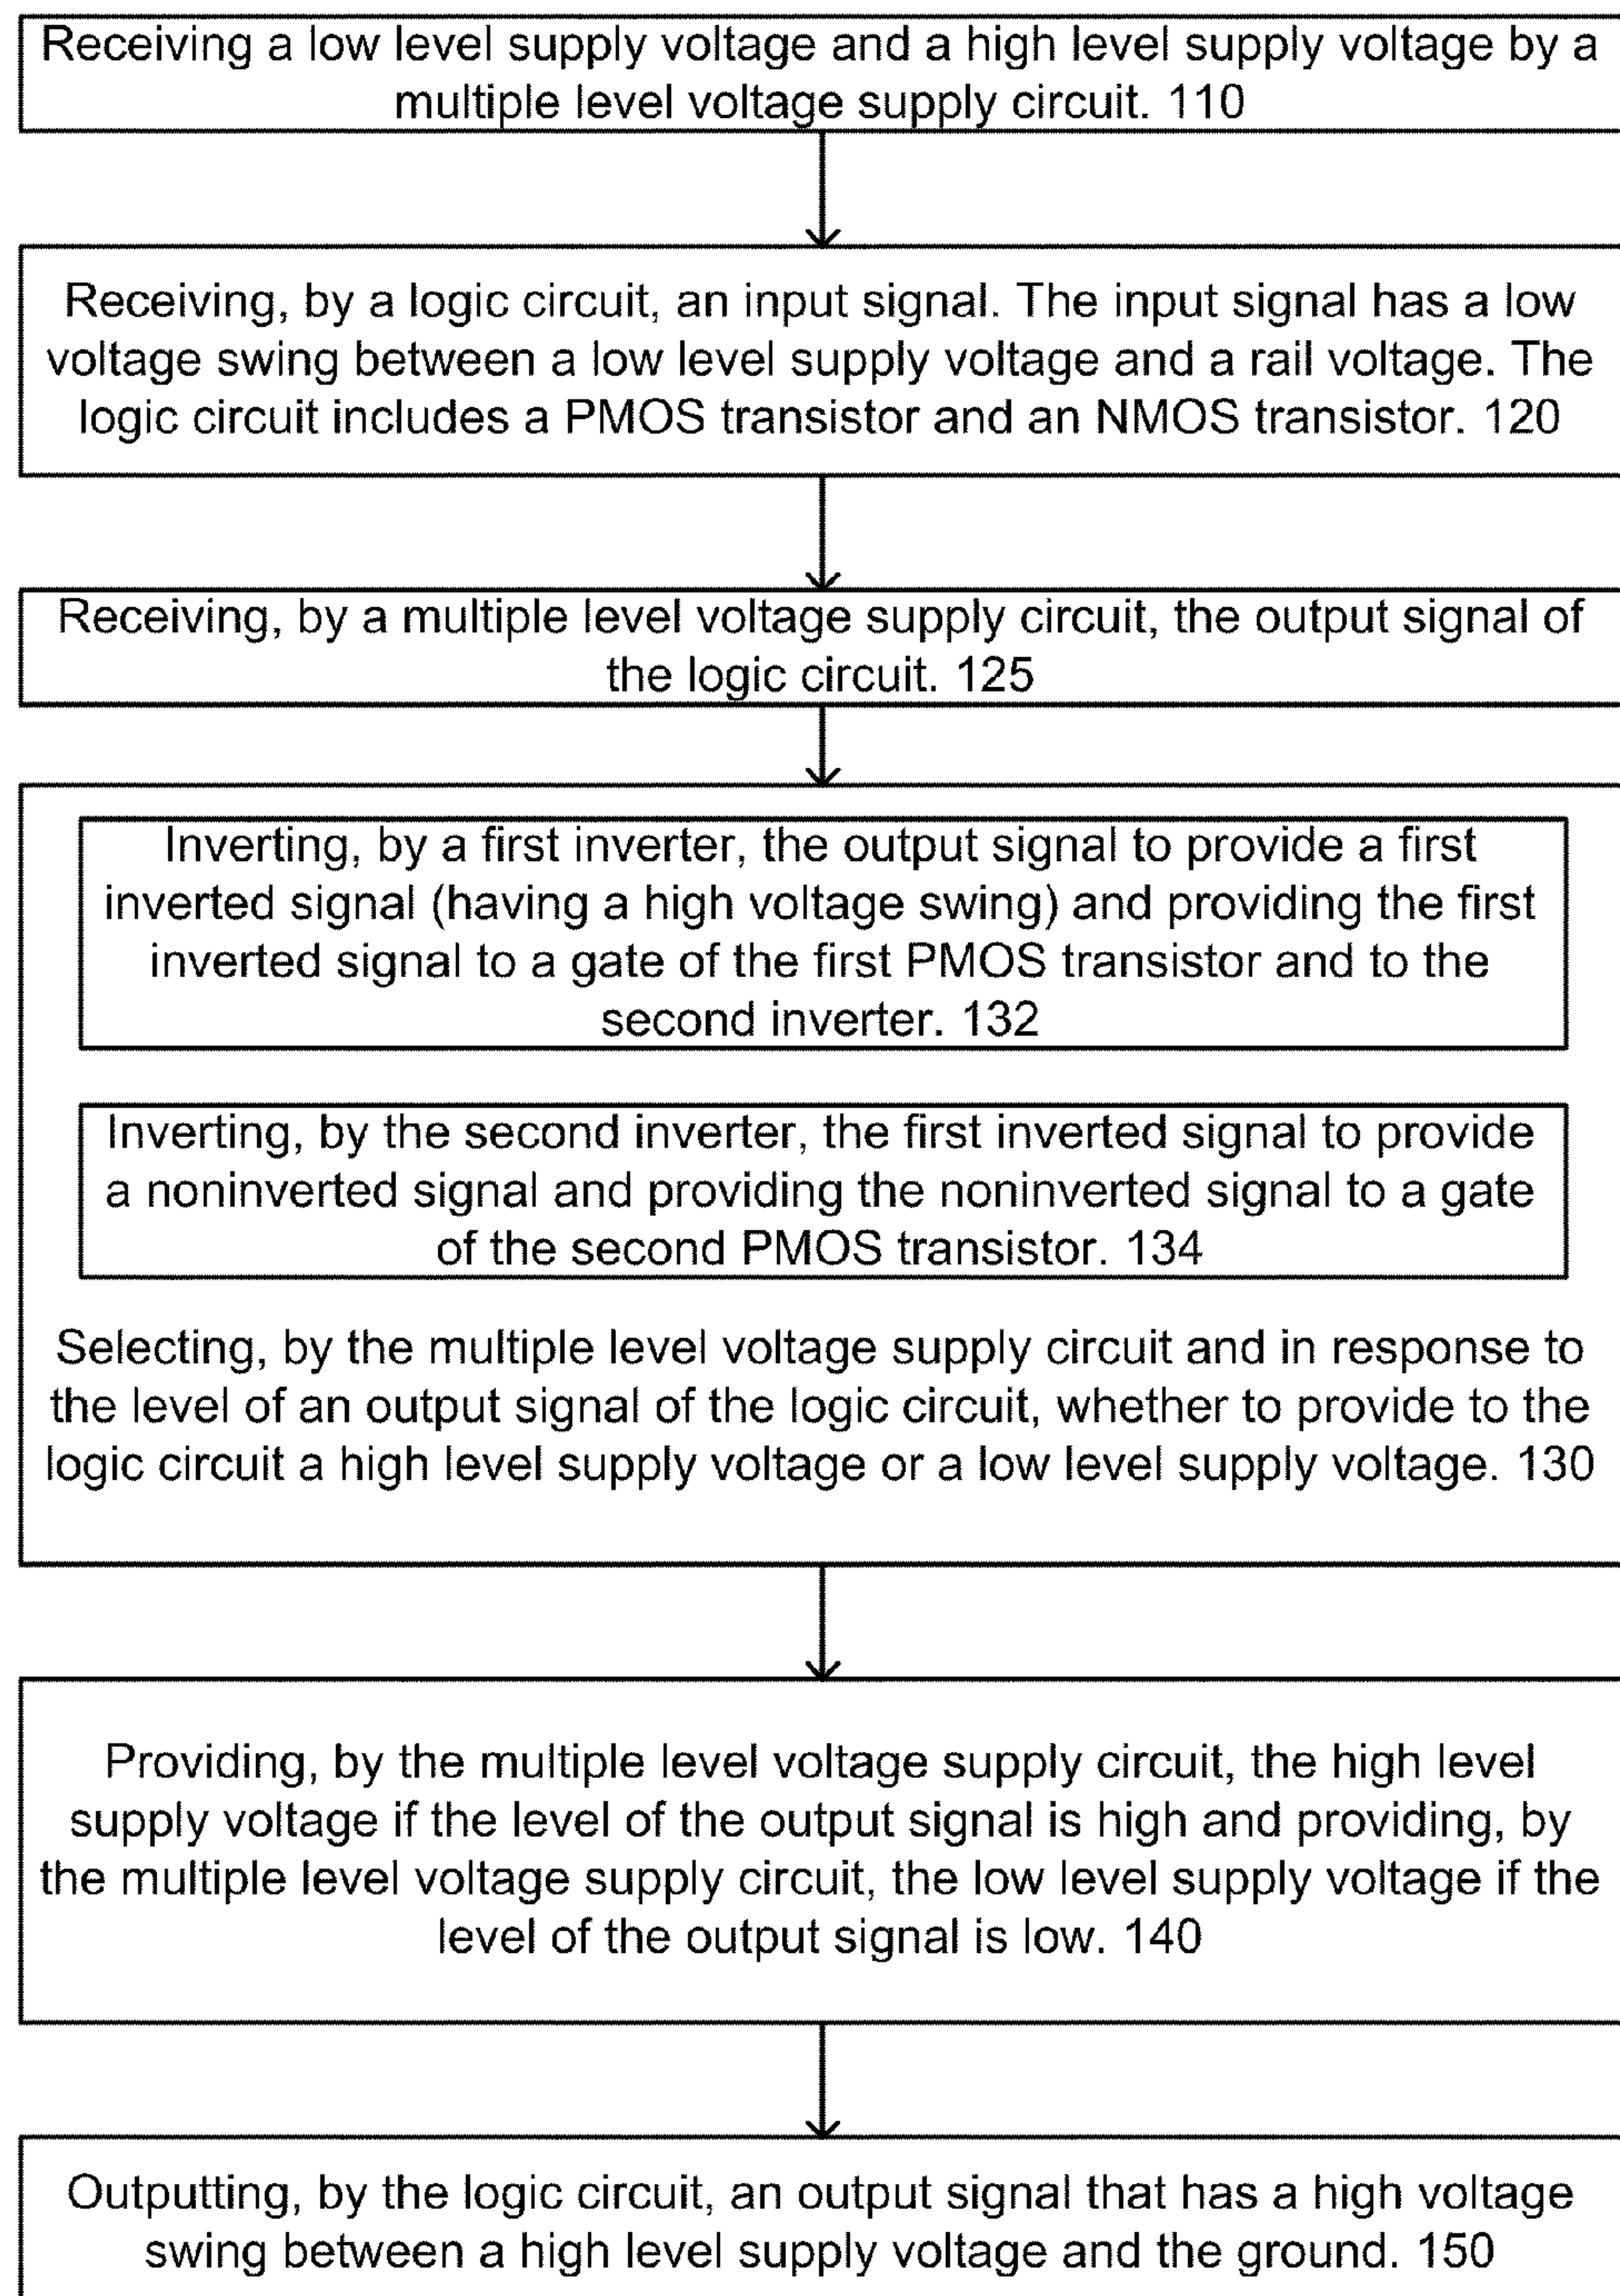 Receiving a low level supply voltage and a high level supply voltage by a
multiple level voltage supply circuit. 110
Receiving, by a logic circuit, an input signal. The input signal has a low
voltage swing between a low level supply voltage and a rail voltage. The
logic circuit includes a PMOS transistor and an NMOS transistor. 120
Receiving, by a multiple level voltage supply circuit, the output signal of
the logic circuit. 125
Inverting, by a first inverter, the output signal to provide a first
inverted signal (having a high voltage swing) and providing the first
inverted signal to a gate of the first PMOS transistor and to the
second inverter. 132
Inverting, by the second inverter, the first inverted signal to provide
a noninverted signal and providing the noninverted signal to a gate
of the second PMOS transistor. 134
Selecting, by the multiple level voltage supply circuit and in response to
the level of an output signal of the logic circuit, whether to provide to the
logic circuit a high level supply voltage or a low level supply voltage. 130
Providing, by the multiple level voltage supply circuit, the high level
supply voltage if the level of the output signal is high and providing, by
the multiple level voltage supply circuit, the low level supply voltage if the
level of the output signal is low. 140
Outputting, by the logic circuit, an output signal that has a high voltage
swing between a high level supply voltage and the ground. 150